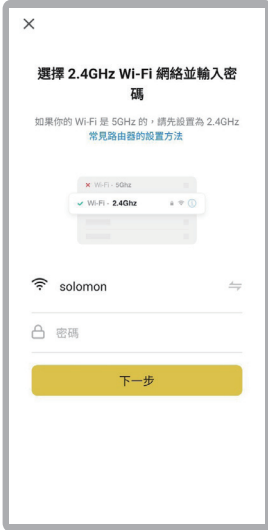 選擇 2.4GHz Wi-Fi 網絡並輸入密
碼
如果你的 Wi-Fi 是 5GHz 的，請先設置為 2.4GHz
常見路由器的設置方法
Wi-Fi - 5Ghz
Wi-Fi - 2.4Ghz
solomon
密碼
下一步